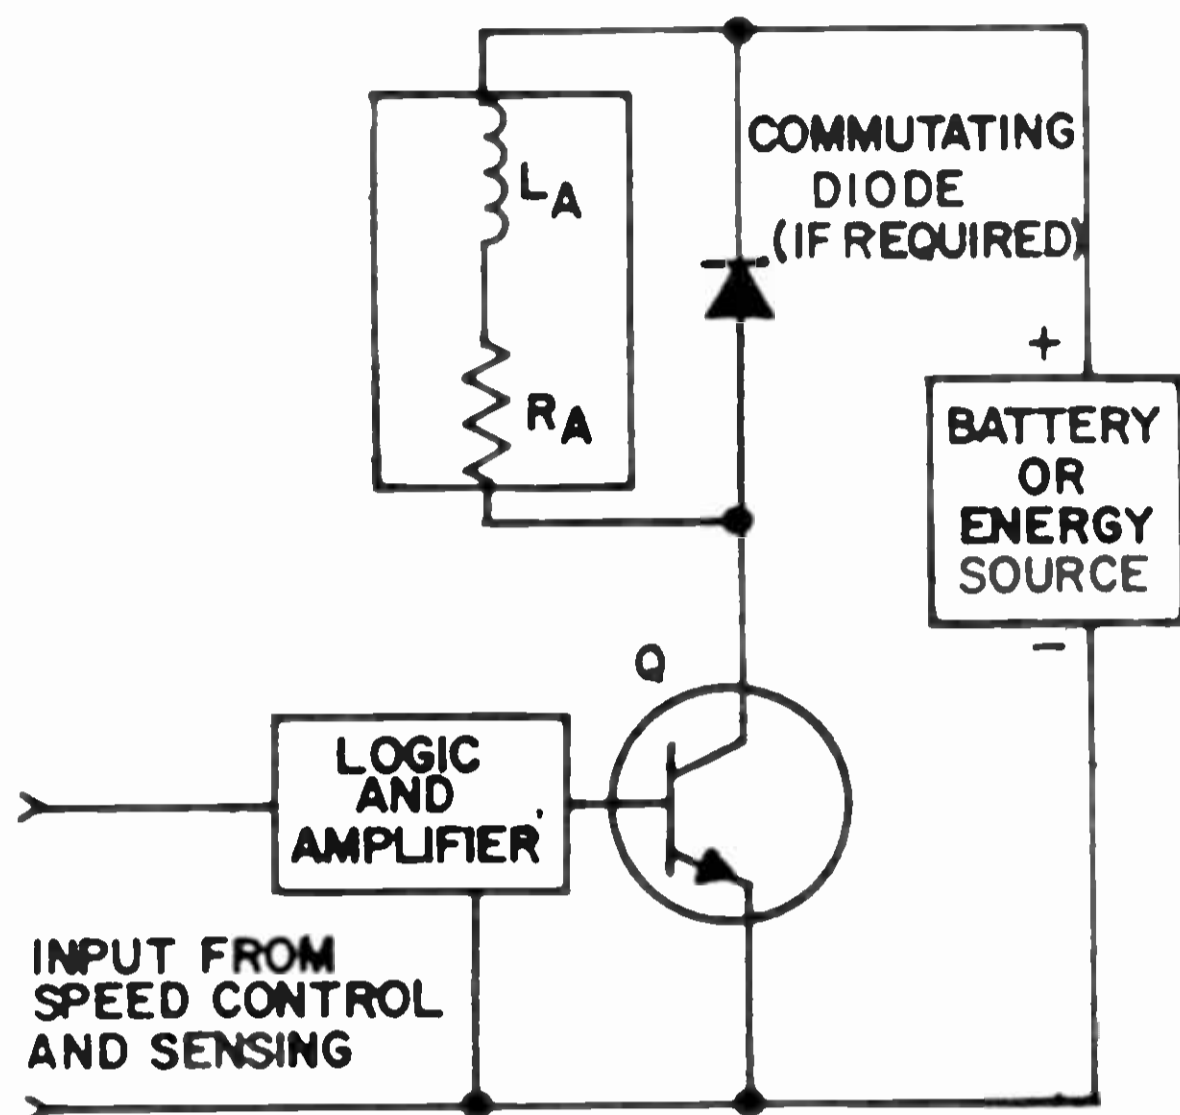 COMMUTATING
DIODE
(IF REQUIRED)
LA
RA
+
BATTERY
OR
ENERGY
SOURCE
−
Q
LOGIC
AND
AMPLIFIER
INPUT FROM
SPEED CONTROL
AND SENSING